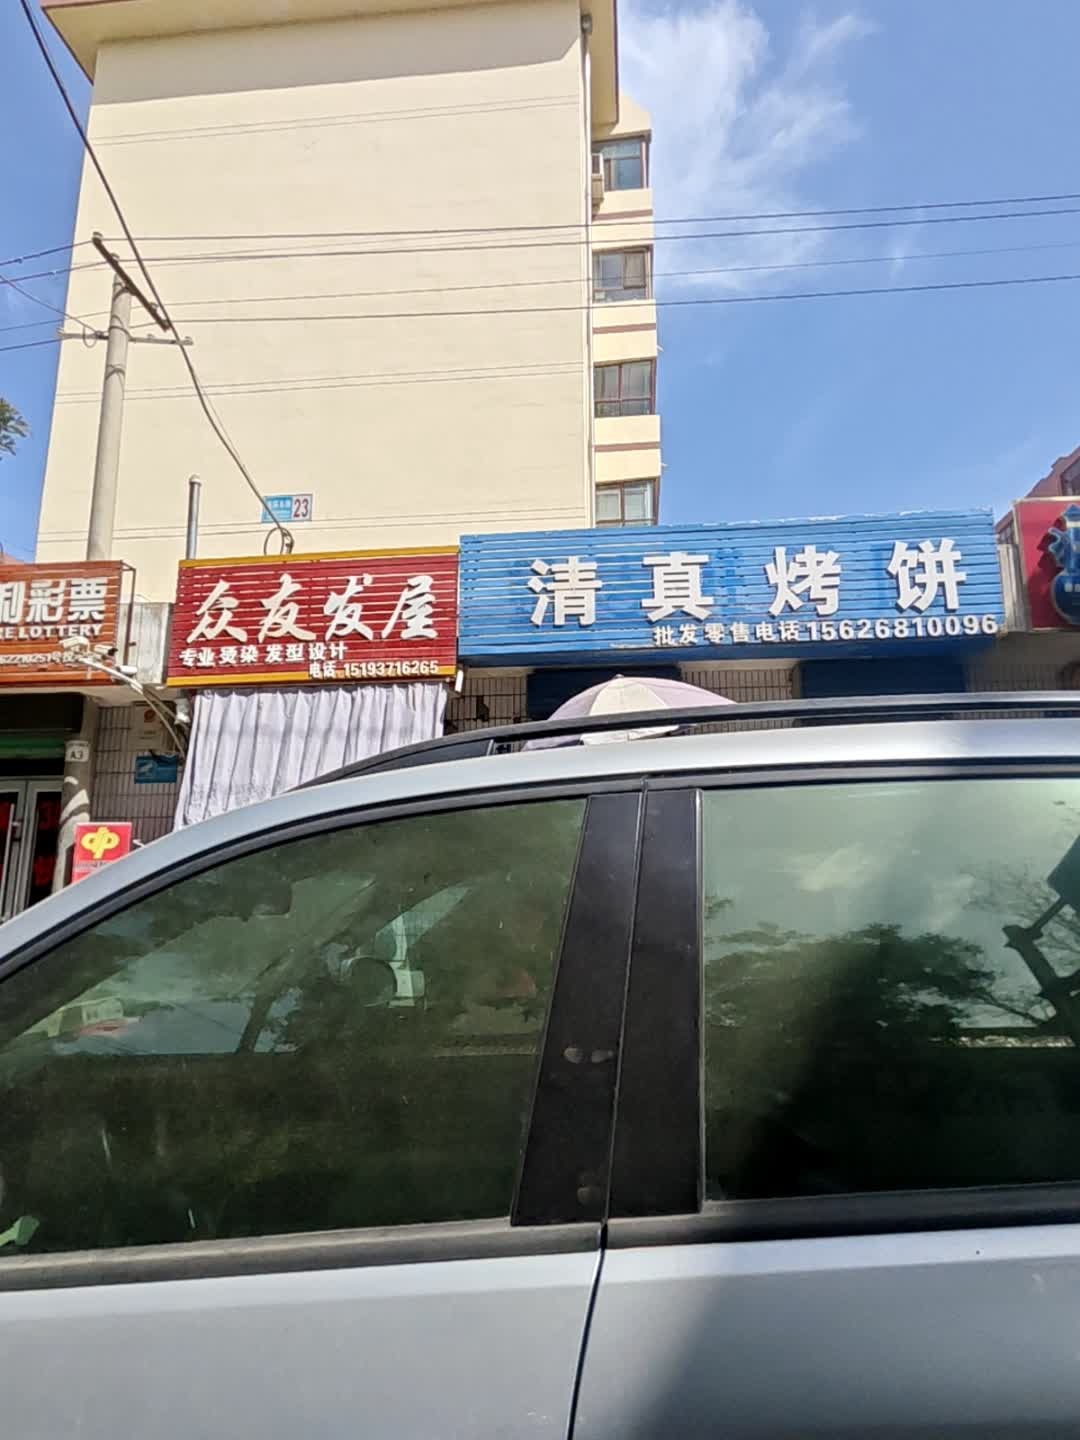 23
利彩票
RE LOTTERY
众友发屋
专业烫染 发型设计
电话 15193716265
清真烤饼
批发零售电话15626810096
A3